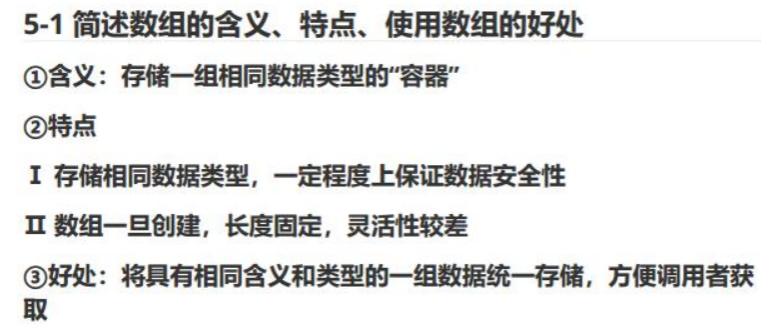 5-1 简述数组的含义、特点、使用数组的好处
①含义：存储一组相同数据类型的“容器”
②特点
Ⅰ 存储相同数据类型，一定程度上保证数据安全性
Ⅱ 数组一旦创建，长度固定，灵活性较差
③好处：将具有相同含义和类型的一组数据统一存储，方便调用者获
取